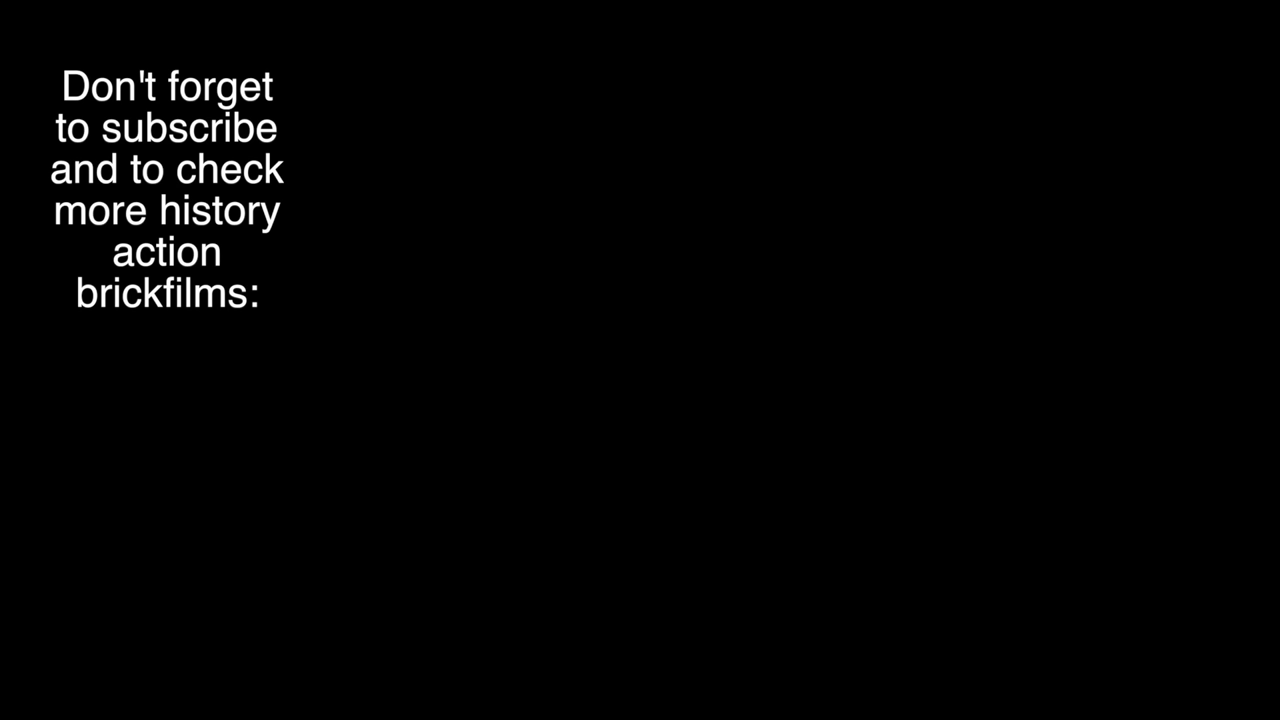 Don't forget
to subscribe
and to check
more history
action
brickfilms: